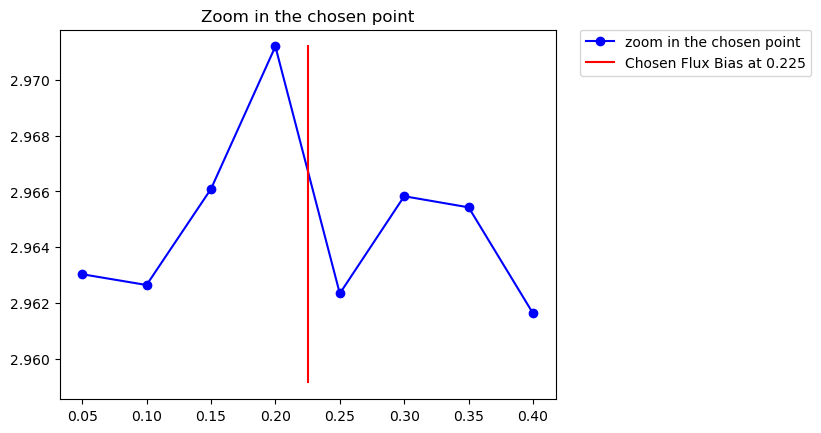 Zoom in the chosen point
zoom in the chosen point
Chosen Flux Bias at 0.225
2.970
2.968
2.966
2.964
2.962
2.960
0.05 0.10 0.15 0.20 0.25 0.30 0.35 0.40